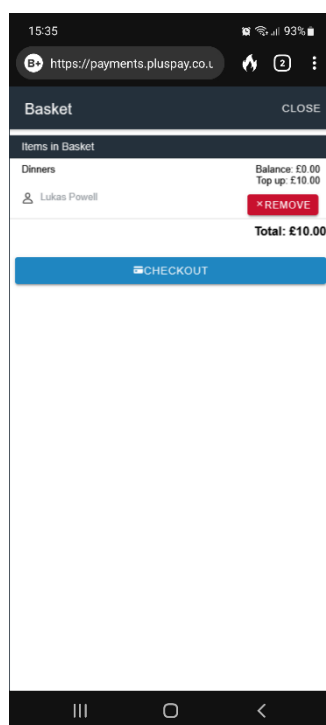 15:35 93%
B+ https://payments.pluspay.co.u 2
Basket CLOSE
Items in Basket
Dinners Balance: £0.00
Top up: £10.00
Lukas Powell
×REMOVE
Total: £10.00
CHECKOUT